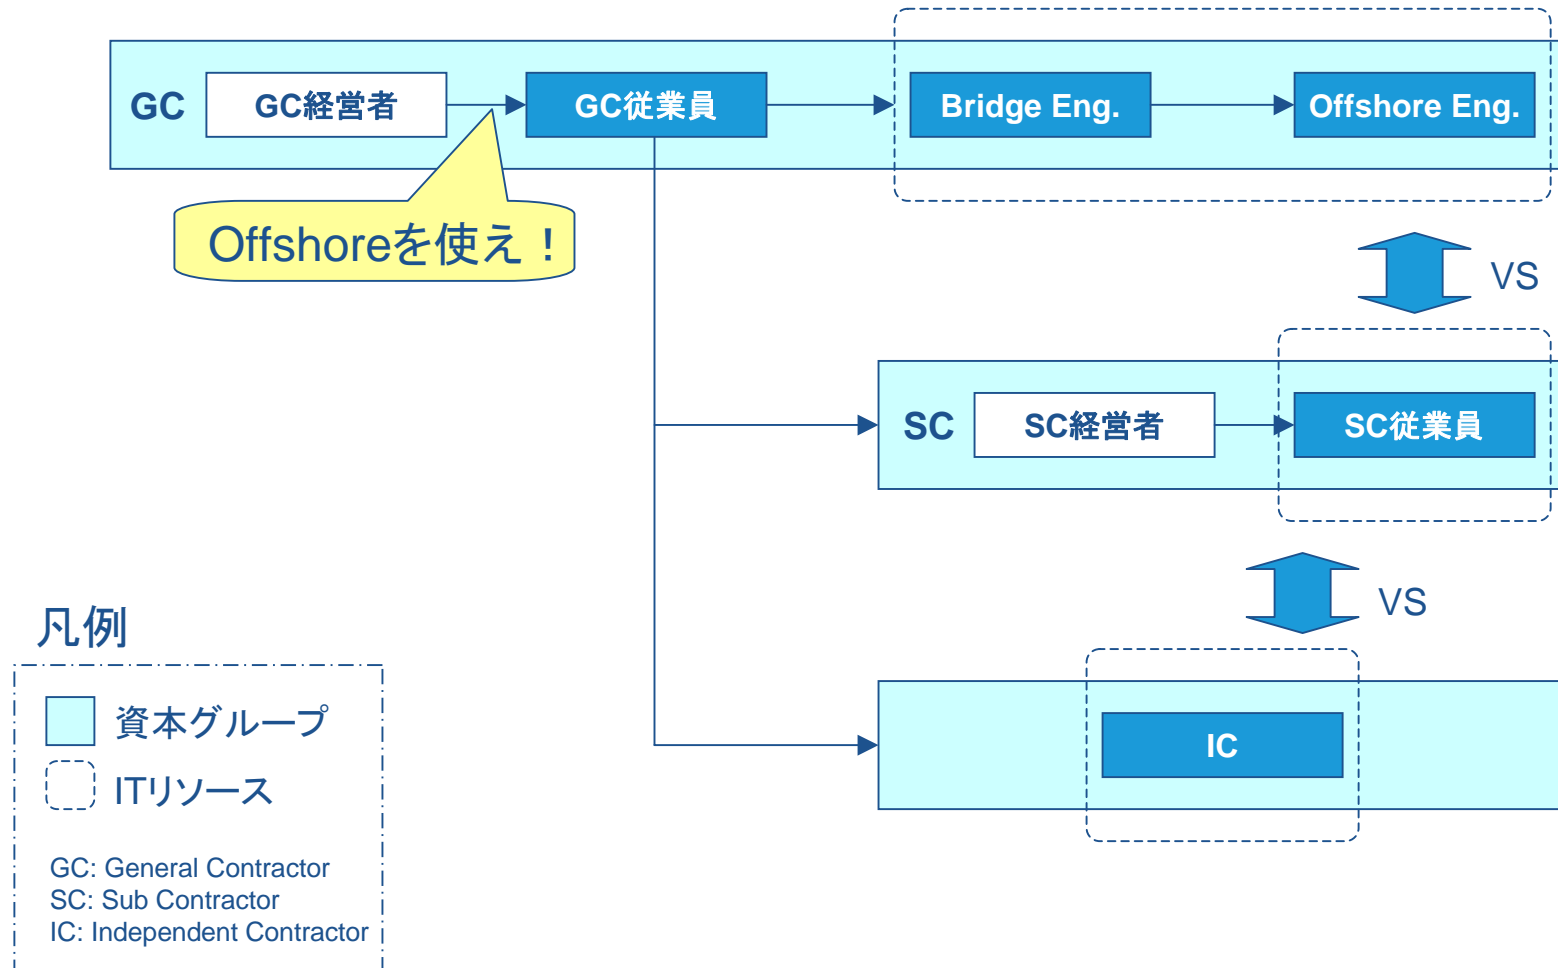 GC
GC経営者
GC従業員
Bridge Eng.
Offshore Eng.
Offshoreを使え！
VS
SC
SC経営者
SC従業員
VS
IC
凡例
資本グループ
ITリソース
GC: General Contractor
SC: Sub Contractor
IC: Independent Contractor